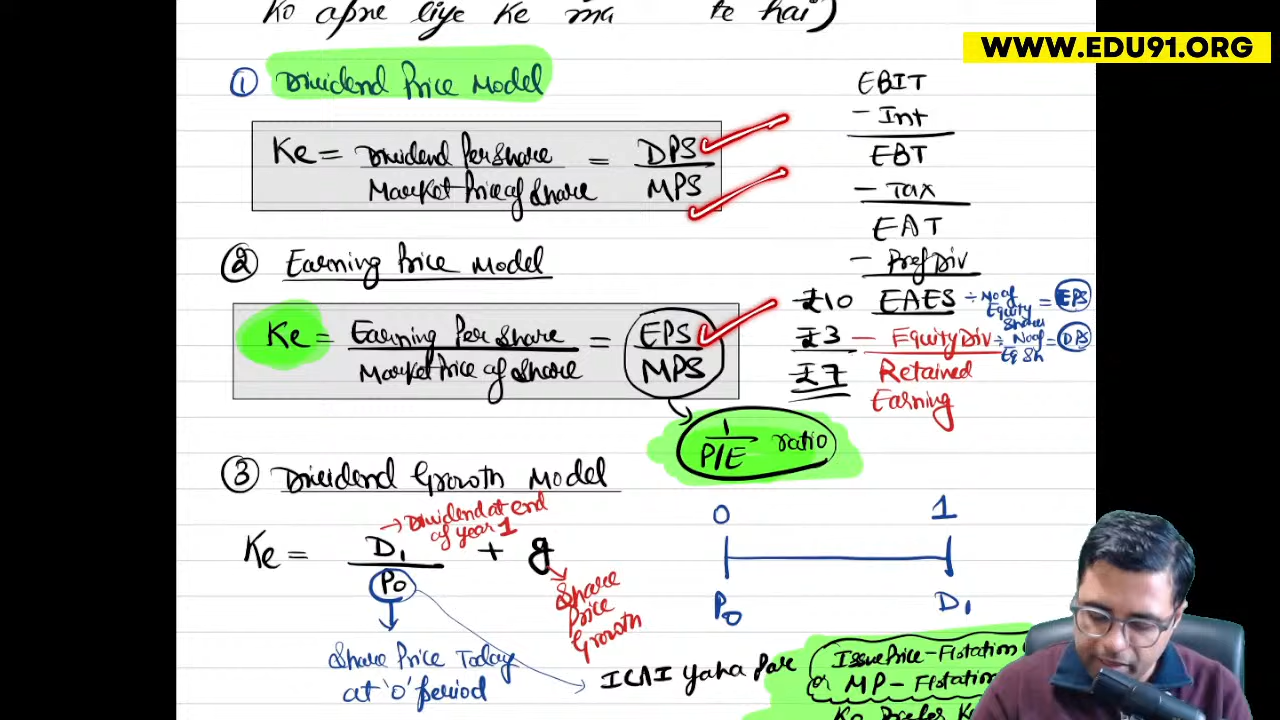 Ko apne liye Ke
WWW.EDU91.ORG
① Dividend Price Model
Ke = Dividend Per Share / Market Price of Share = DPS / MPS
② Earning Price Model
Ke = Earning Per Share / Market Price of Share = EPS / MPS
1 / P/E ratio
EBIT
- Int
EBT
- Tax
EAT
- Pref Div
₹10 EAES ÷ No of Equity Shares = EPS
₹3 - Equity Div ÷ No of Eq Sh = DPS
₹7 Retained
Earning
③ Dividend Growth Model
→ Dividend at end
of year 1
Ke = D1 / P0 + g
Share
Price
Growth
Share Price Today
at '0' period
0 1
P0 D1
ICAI yaha par
Issue Price - Flotation
or MP - Flotation
Ko Prefer